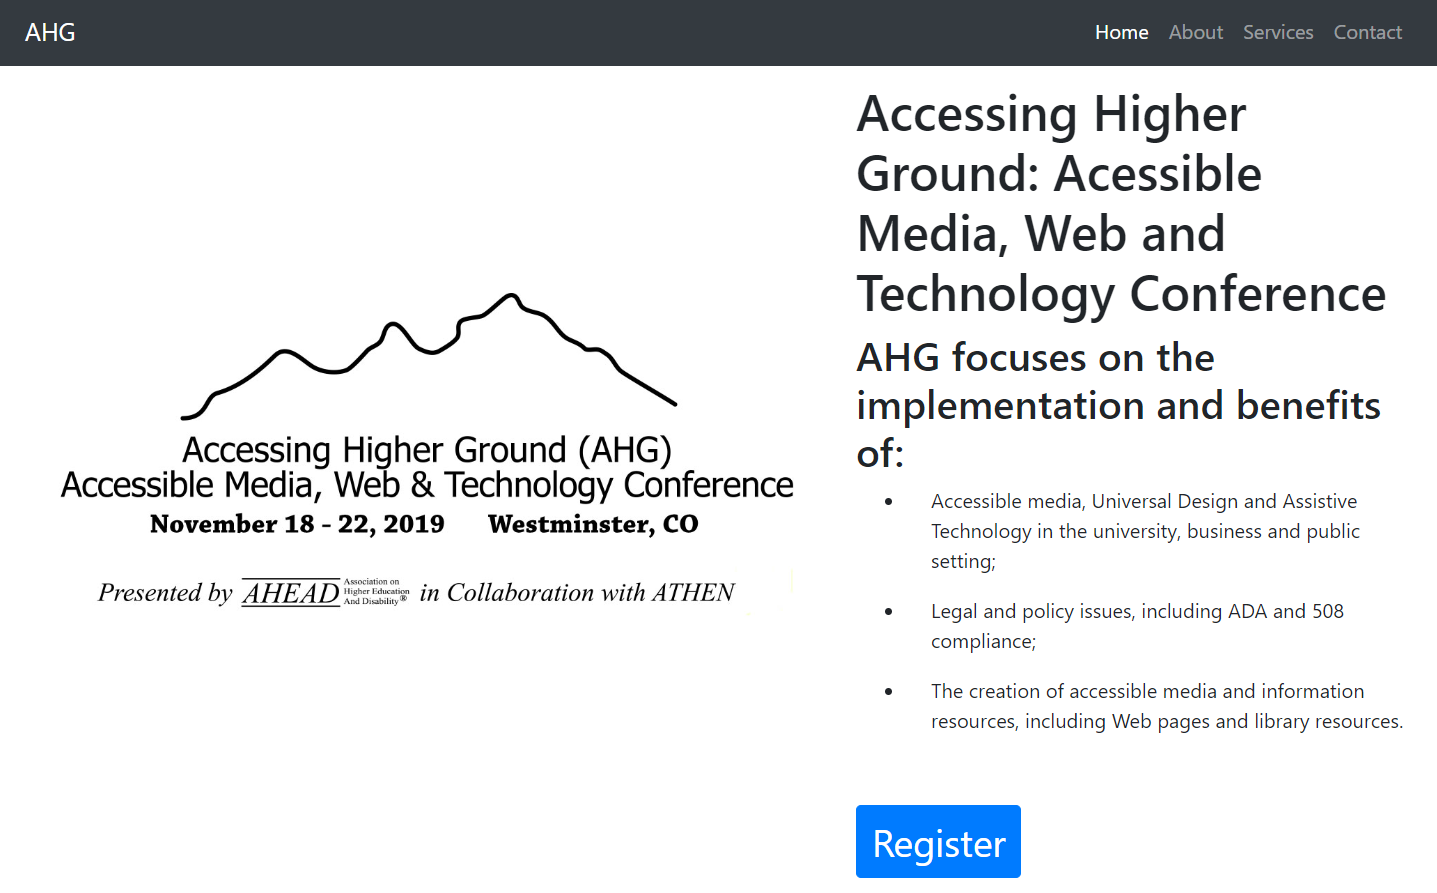 AHG
Home About Services Contact
Accessing Higher Ground (AHG)
Accessible Media, Web & Technology Conference
November 18 - 22, 2019 Westminster, CO
Presented by AHEAD Association on Higher Education And Disability® in Collaboration with ATHEN
Accessing Higher
Ground: Acessible
Media, Web and
Technology Conference
AHG focuses on the
implementation and benefits
of:
• Accessible media, Universal Design and Assistive
Technology in the university, business and public
setting;
• Legal and policy issues, including ADA and 508
compliance;
• The creation of accessible media and information
resources, including Web pages and library resources.
Register